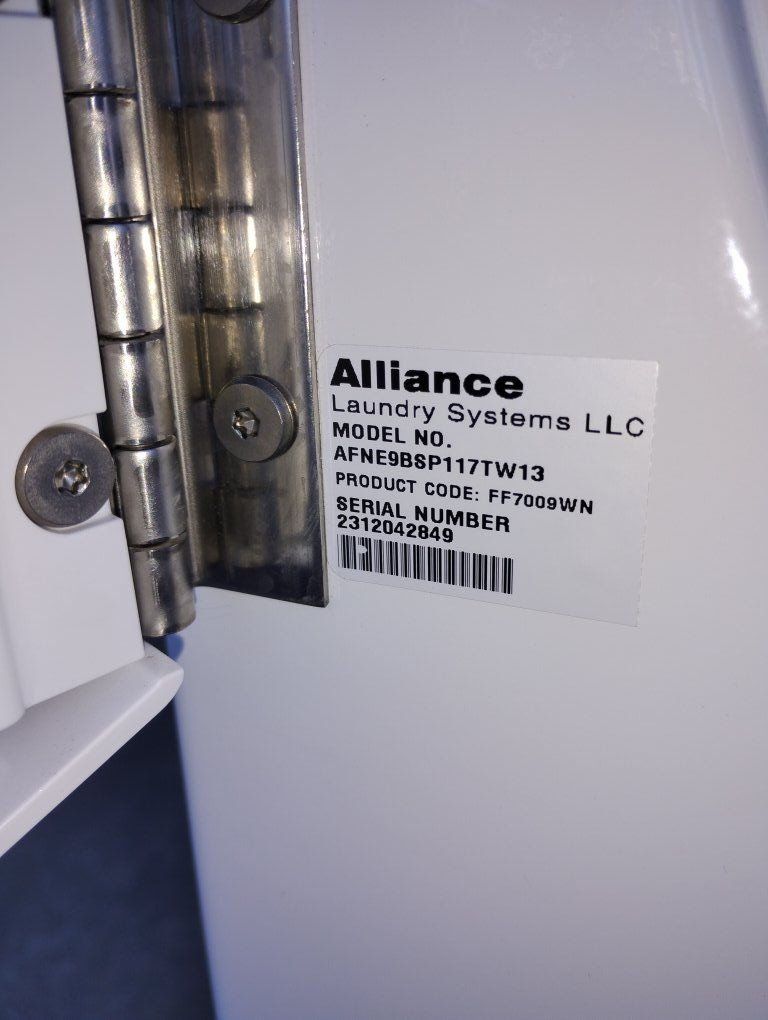 Alliance
Laundry Systems LLC
MODEL NO.
AFNE9BSP117TW13
PRODUCT CODE: FF7009WN
SERIAL NUMBER
2312042849